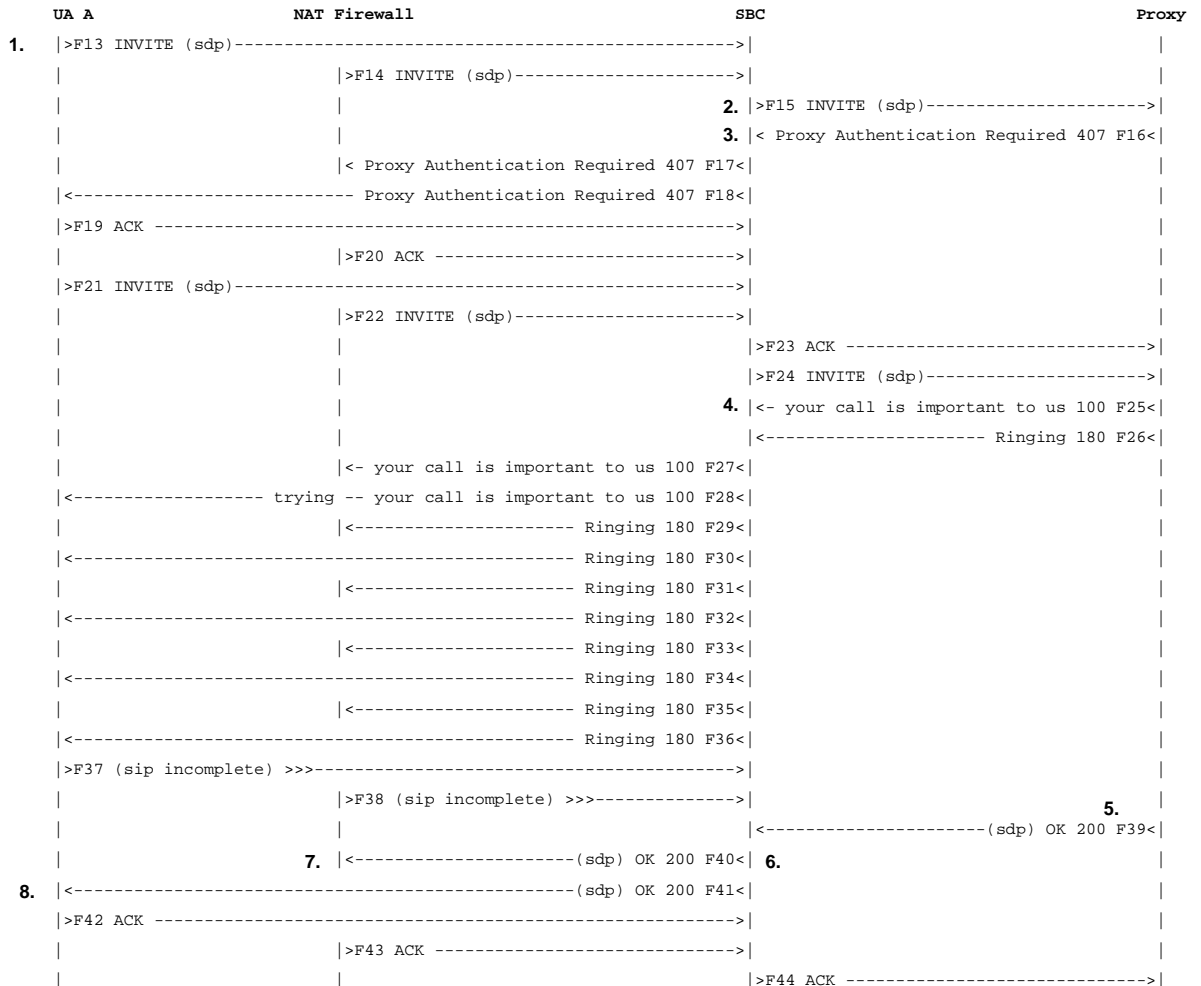 UA A NAT Firewall SBC Proxy
1. |>F13 INVITE (sdp)-------------------------------------------------->| |
| |>F14 INVITE (sdp)---------------------->| |
| | 2. |>F15 INVITE (sdp)---------------------->|
| | 3. |< Proxy Authentication Required 407 F16<|
| |< Proxy Authentication Required 407 F17<| |
|<---------------------------- Proxy Authentication Required 407 F18<| |
|>F19 ACK ---------------------------------------------------------->| |
| |>F20 ACK ------------------------------>| |
|>F21 INVITE (sdp)-------------------------------------------------->| |
| |>F22 INVITE (sdp)---------------------->| |
| | |>F23 ACK ------------------------------>|
| | |>F24 INVITE (sdp)---------------------->|
| | 4. |<- your call is important to us 100 F25<|
| | |<---------------------- Ringing 180 F26<|
| |<- your call is important to us 100 F27<| |
|<------------------- trying -- your call is important to us 100 F28<| |
| |<---------------------- Ringing 180 F29<| |
|<-------------------------------------------------- Ringing 180 F30<| |
| |<---------------------- Ringing 180 F31<| |
|<-------------------------------------------------- Ringing 180 F32<| |
| |<---------------------- Ringing 180 F33<| |
|<-------------------------------------------------- Ringing 180 F34<| |
| |<---------------------- Ringing 180 F35<| |
|<-------------------------------------------------- Ringing 180 F36<| |
|>F37 (sip incomplete) >>>------------------------------------------>| |
| |>F38 (sip incomplete) >>>-------------->| 5. |
| | |<-----------------------(sdp) OK 200 F39<|
| 7. |<----------------------(sdp) OK 200 F40<| 6. |
8. |<--------------------------------------------------(sdp) OK 200 F41<| |
|>F42 ACK ---------------------------------------------------------->| |
| |>F43 ACK ------------------------------>| |
| | |>F44 ACK ------------------------------>|